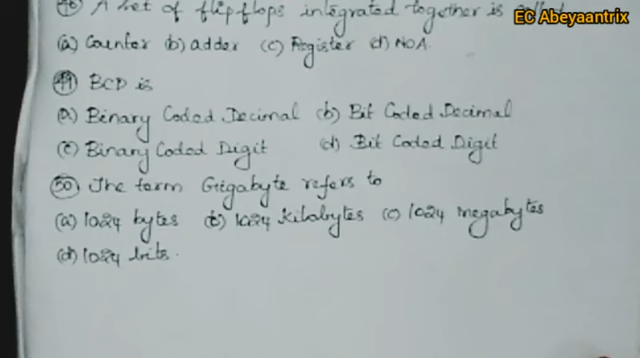 EC Abeyaantrix
A set of flipflops integrated together is called
(a) Counter (b) adder (c) Register (d) NOA.
(49) BCD is
(a) Binary Coded Decimal (b) Bit Coded Decimal
(c) Binary Coded Digit (d) Bit Coded Digit
(50) The term Gigabyte refers to
(a) 1024 bytes (b) 1024 kilobytes (c) 1024 megabytes
(d) 1024 bits.